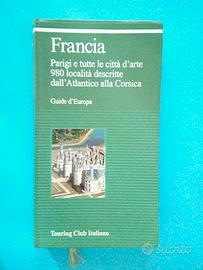 Francia
Parigi e tutte le città d'arte
980 località descritte
dall'Atlantico alla Corsica
Guide d'Europa
Touring Club Italiano
subito